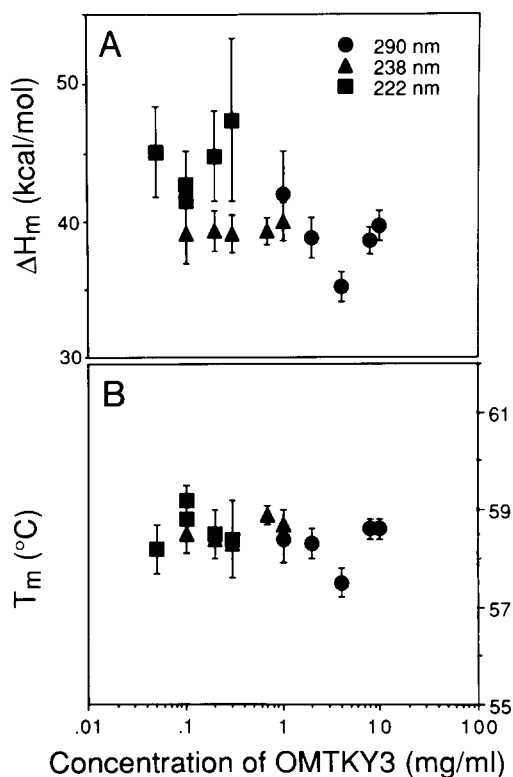 A
290 nm
238 nm
222 nm
50
40
30
ΔHm (kcal/mol)
B
61
59
57
55
Tm (°C)
.01 .1 1 10 100
Concentration of OMTKY3 (mg/ml)